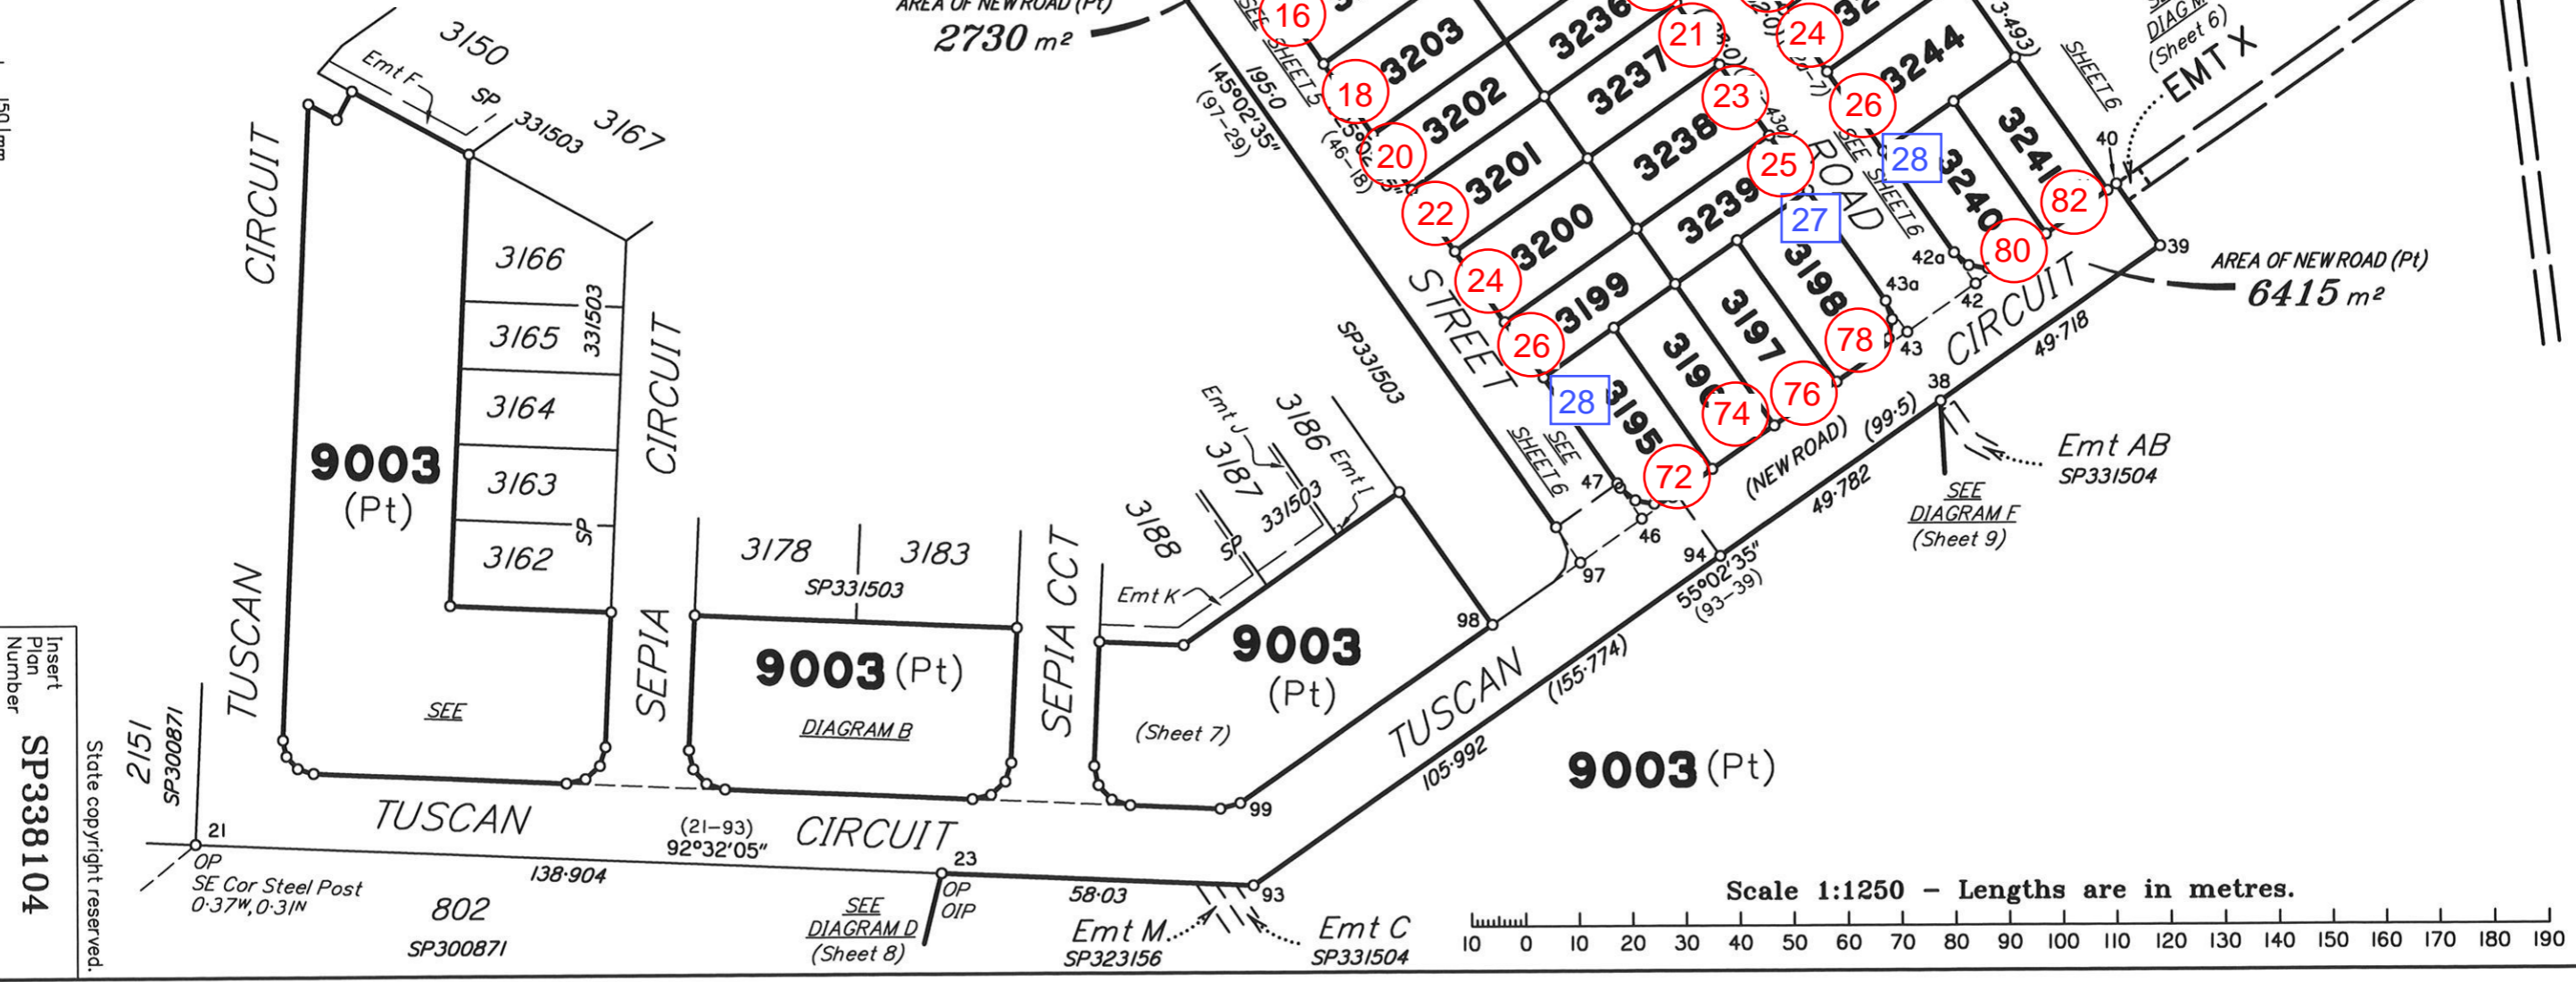 AREA OF NEW ROAD (Pt)
2730 m²
16
SEE SHEET 5
18
20
22
24
26
3203
3202
3201
3200
3199
3236
3237
3238
3239
21
23
25
27
24
26
28
3244
3240
3241
80
82
ROAD
SEE SHEET 6
3·493)
SHEET 6
(Sheet 6)
EMT X
40
39
AREA OF NEW ROAD (Pt)
6415 m²
195·0
145°02'35"
(97-29)
(46-18)
STREET
28
3195
3197
3198
72
74
76
78
43a
42a
42
43
CIRCUIT
49·718
38
(99·5)
(NEW ROAD)
49·782
Emt AB
SP331504
SEE
DIAGRAM F
(Sheet 9)
SEE
SHEET 6
47
46
94
97
98
55°02'35"
(93-39)
(155·774)
105·992
TUSCAN
SP331503
3186
Emt I
Emt J
3187
331503
SP
3188
Emt K
9003
(Pt)
(Sheet 7)
99
9003 (Pt)
3150
Emt F
SP
331503
3167
CIRCUIT
3166
3165
331503
3164
3163
SP
3162
CIRCUIT
9003
(Pt)
TUSCAN
SEE
SEPIA
3178
3183
SP331503
9003 (Pt)
DIAGRAM B
SEPIA CCT
2151
SP300871
21
TUSCAN
CIRCUIT
(21-93)
92°32'05"
OP
SE Cor Steel Post
0·37W,0·31N
138·904
802
SP300871
23
OP
OIP
SEE
DIAGRAM D
(Sheet 8)
58·03
93
Emt M
SP323156
Emt C
SP331504
Scale 1:1250 – Lengths are in metres.
10 0 10 20 30 40 50 60 70 80 90 100 110 120 130 140 150 160 170 180 190
State copyright reserved.
Insert
Plan
Number
SP338104